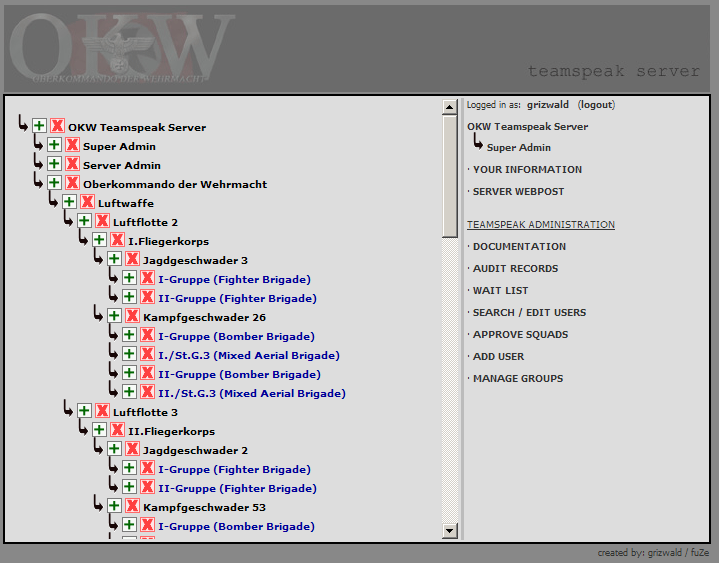 OKW
OBERKOMMANDO DER WEHRMACHT
teamspeak server
OKW Teamspeak Server
Super Admin
Server Admin
Oberkommando der Wehrmacht
Luftwaffe
Luftflotte 2
I.Fliegerkorps
Jagdgeschwader 3
I-Gruppe (Fighter Brigade)
II-Gruppe (Fighter Brigade)
Kampfgeschwader 26
I-Gruppe (Bomber Brigade)
I./St.G.3 (Mixed Aerial Brigade)
II-Gruppe (Bomber Brigade)
II./St.G.3 (Mixed Aerial Brigade)
Luftflotte 3
II.Fliegerkorps
Jagdgeschwader 2
I-Gruppe (Fighter Brigade)
II-Gruppe (Fighter Brigade)
Kampfgeschwader 53
I-Gruppe (Bomber Brigade)
Logged in as: grizwald (logout)
OKW Teamspeak Server
Super Admin
· YOUR INFORMATION
· SERVER WEBPOST
TEAMSPEAK ADMINISTRATION
· DOCUMENTATION
· AUDIT RECORDS
· WAIT LIST
· SEARCH / EDIT USERS
· APPROVE SQUADS
· ADD USER
· MANAGE GROUPS
created by: grizwald / fuZe